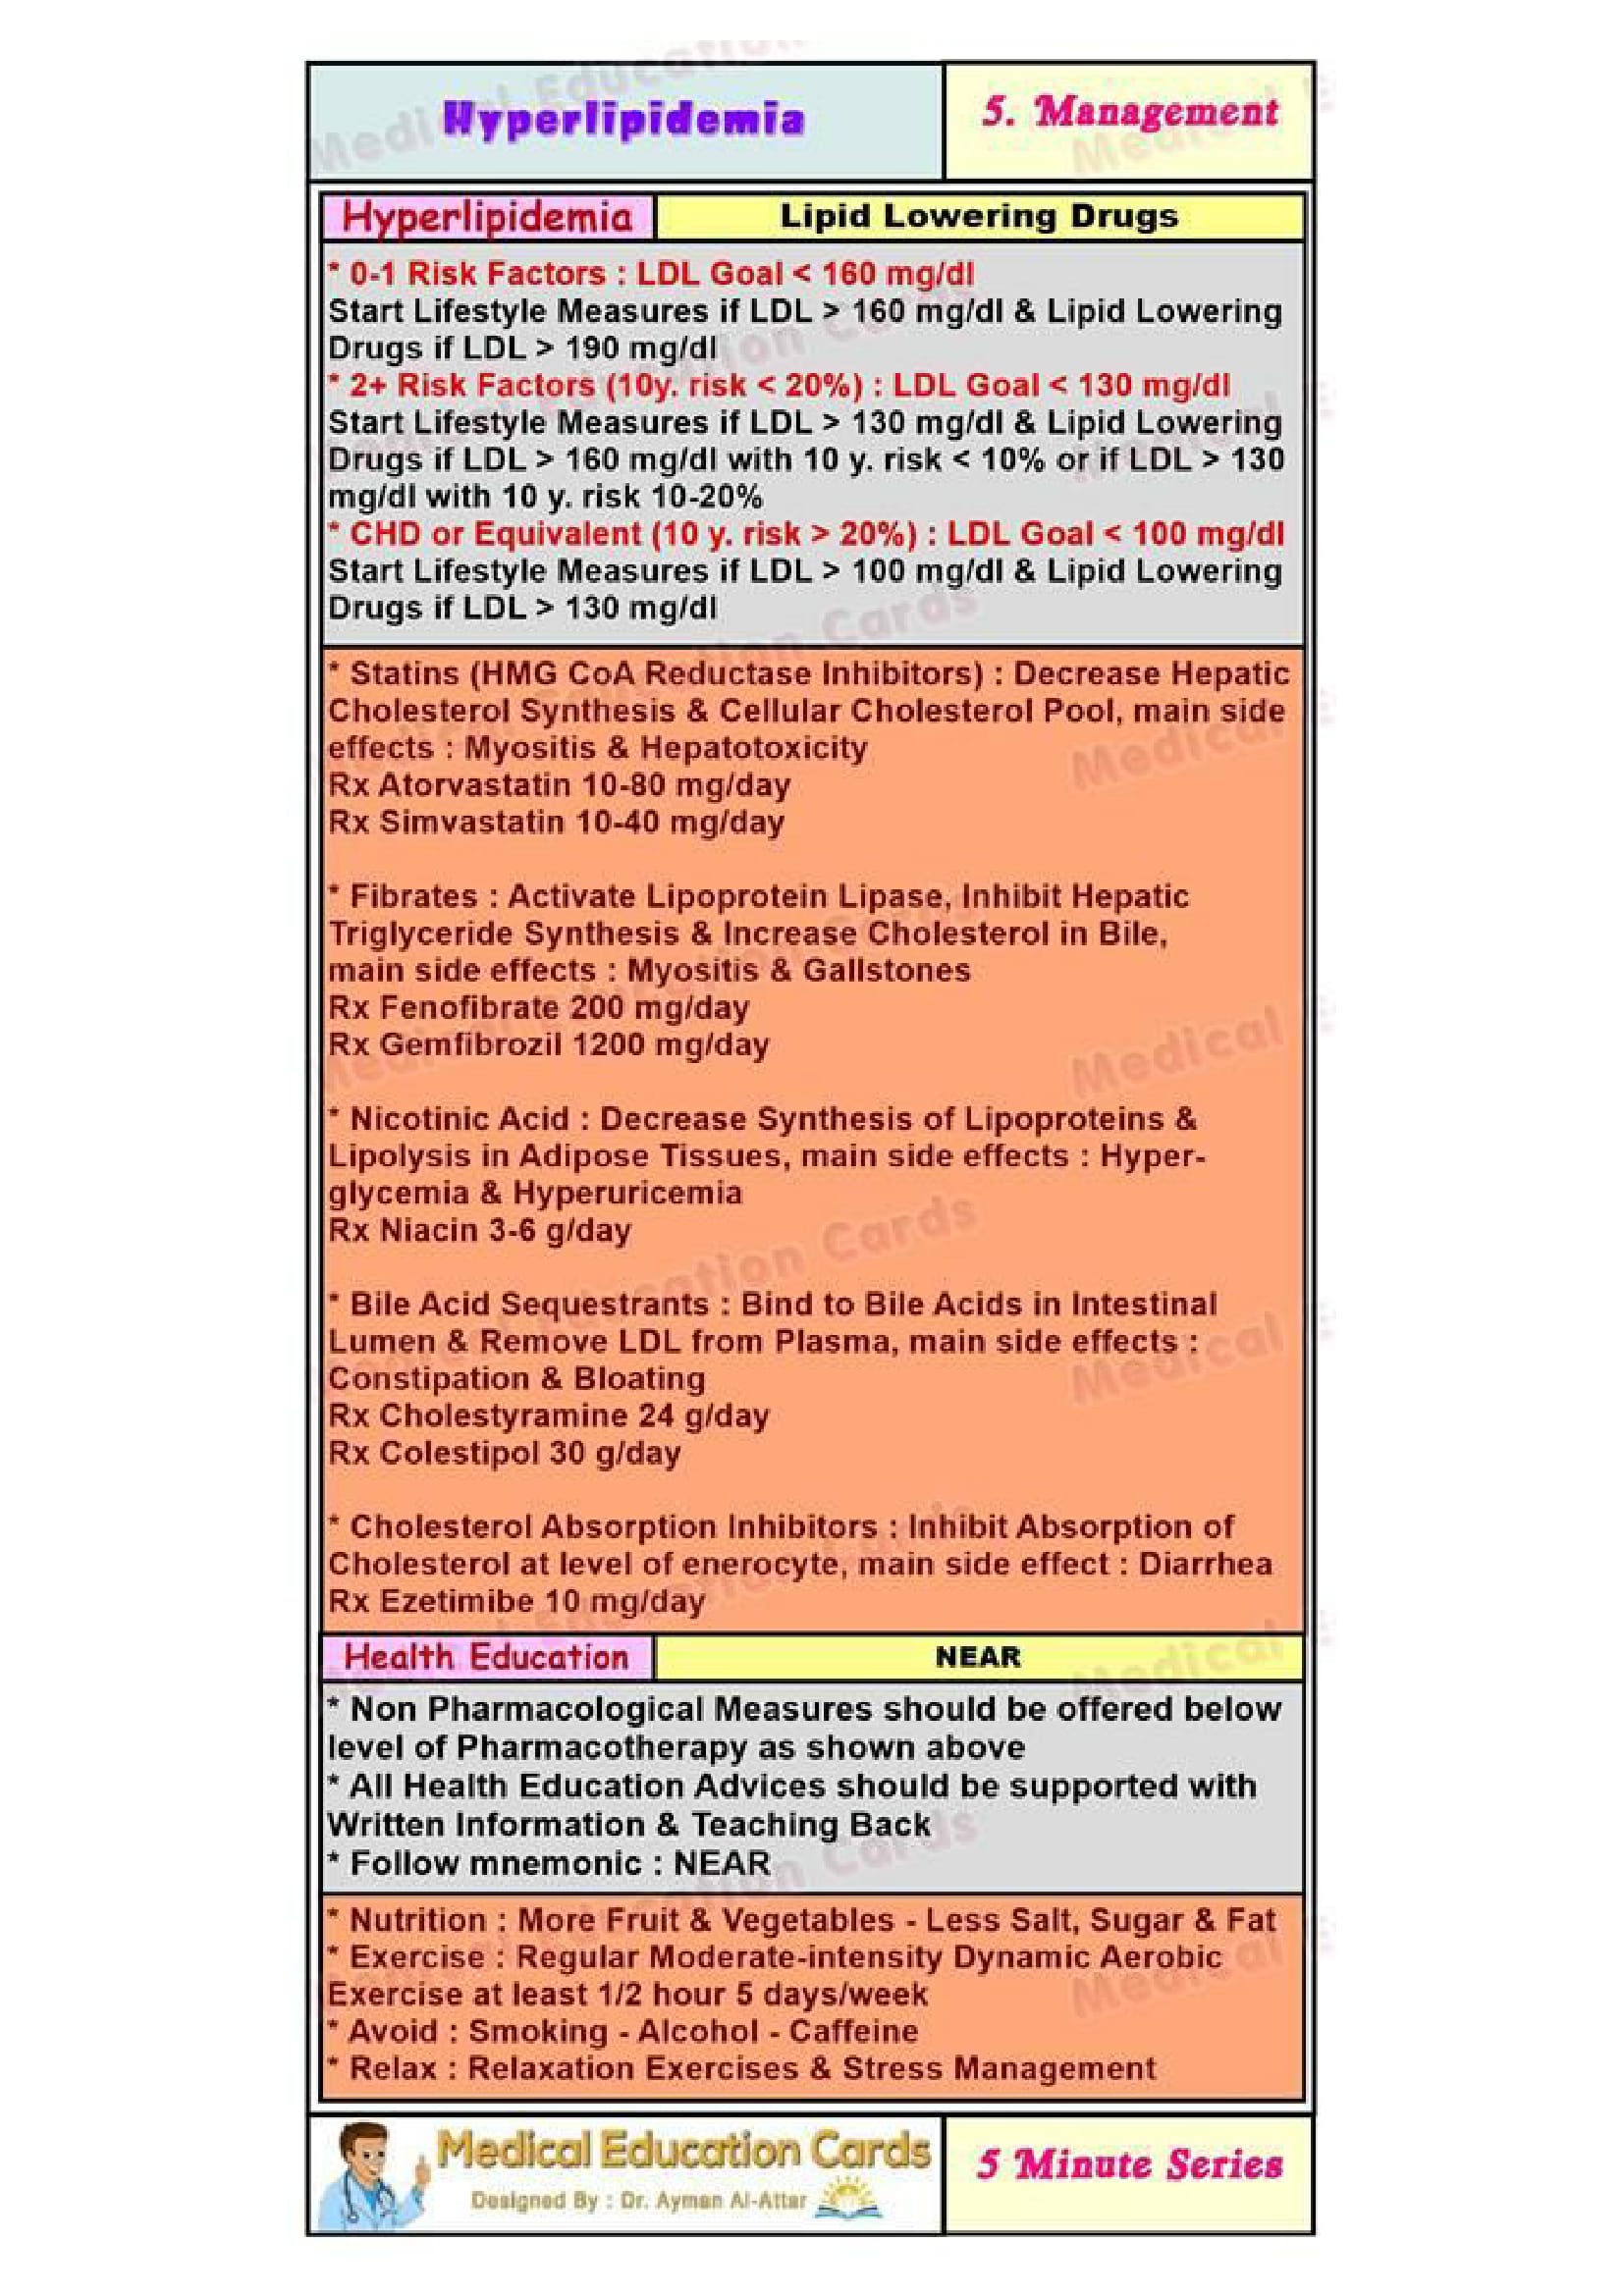 Hyperlipidemia
5. Management
Hyperlipidemia
Lipid Lowering Drugs
* 0-1 Risk Factors : LDL Goal < 160 mg/dl
Start Lifestyle Measures if LDL > 160 mg/dl & Lipid Lowering
Drugs if LDL > 190 mg/dl
* 2+ Risk Factors (10y. risk < 20%) : LDL Goal < 130 mg/dl
Start Lifestyle Measures if LDL > 130 mg/dl & Lipid Lowering
Drugs if LDL > 160 mg/dl with 10 y. risk < 10% or if LDL > 130
mg/dl with 10 y. risk 10-20%
* CHD or Equivalent (10 y. risk > 20%) : LDL Goal < 100 mg/dl
Start Lifestyle Measures if LDL > 100 mg/dl & Lipid Lowering
Drugs if LDL > 130 mg/dl
* Statins (HMG CoA Reductase Inhibitors) : Decrease Hepatic
Cholesterol Synthesis & Cellular Cholesterol Pool, main side
effects : Myositis & Hepatotoxicity
Rx Atorvastatin 10-80 mg/day
Rx Simvastatin 10-40 mg/day
* Fibrates : Activate Lipoprotein Lipase, Inhibit Hepatic
Triglyceride Synthesis & Increase Cholesterol in Bile,
main side effects : Myositis & Gallstones
Rx Fenofibrate 200 mg/day
Rx Gemfibrozil 1200 mg/day
* Nicotinic Acid : Decrease Synthesis of Lipoproteins &
Lipolysis in Adipose Tissues, main side effects : Hyper-
glycemia & Hyperuricemia
Rx Niacin 3-6 g/day
* Bile Acid Sequestrants : Bind to Bile Acids in Intestinal
Lumen & Remove LDL from Plasma, main side effects :
Constipation & Bloating
Rx Cholestyramine 24 g/day
Rx Colestipol 30 g/day
* Cholesterol Absorption Inhibitors : Inhibit Absorption of
Cholesterol at level of enerocyte, main side effect : Diarrhea
Rx Ezetimibe 10 mg/day
Health Education
NEAR
* Non Pharmacological Measures should be offered below
level of Pharmacotherapy as shown above
* All Health Education Advices should be supported with
Written Information & Teaching Back
* Follow mnemonic : NEAR
* Nutrition : More Fruit & Vegetables - Less Salt, Sugar & Fat
* Exercise : Regular Moderate-intensity Dynamic Aerobic
Exercise at least 1/2 hour 5 days/week
* Avoid : Smoking - Alcohol - Caffeine
* Relax : Relaxation Exercises & Stress Management
Medical Education Cards
Designed By : Dr. Ayman Al-Attar
5 Minute Series